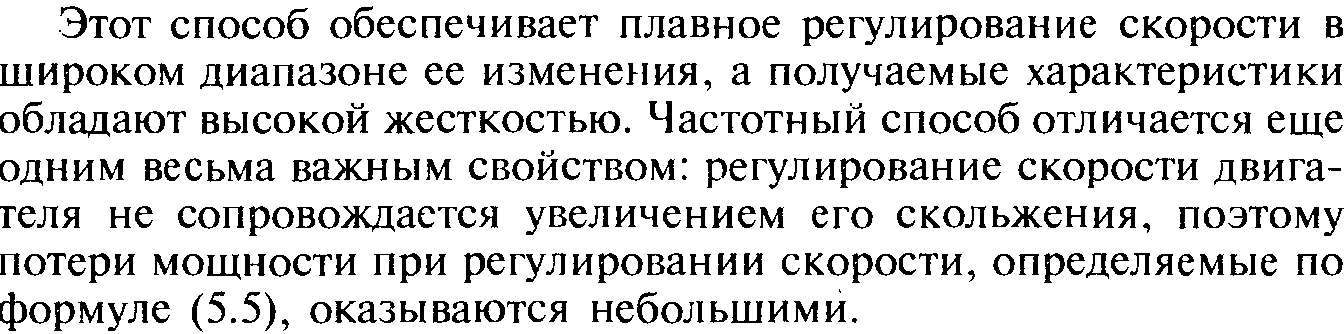 Этот способ обеспечивает плавное регулирование скорости в
широком диапазоне ее изменения, а получаемые характеристики
обладают высокой жесткостью. Частотный способ отличается еще
одним весьма важным свойством: регулирование скорости двига-
теля не сопровождается увеличением его скольжения, поэтому
потери мощности при регулировании скорости, определяемые по
формуле (5.5), оказываются небольшими.